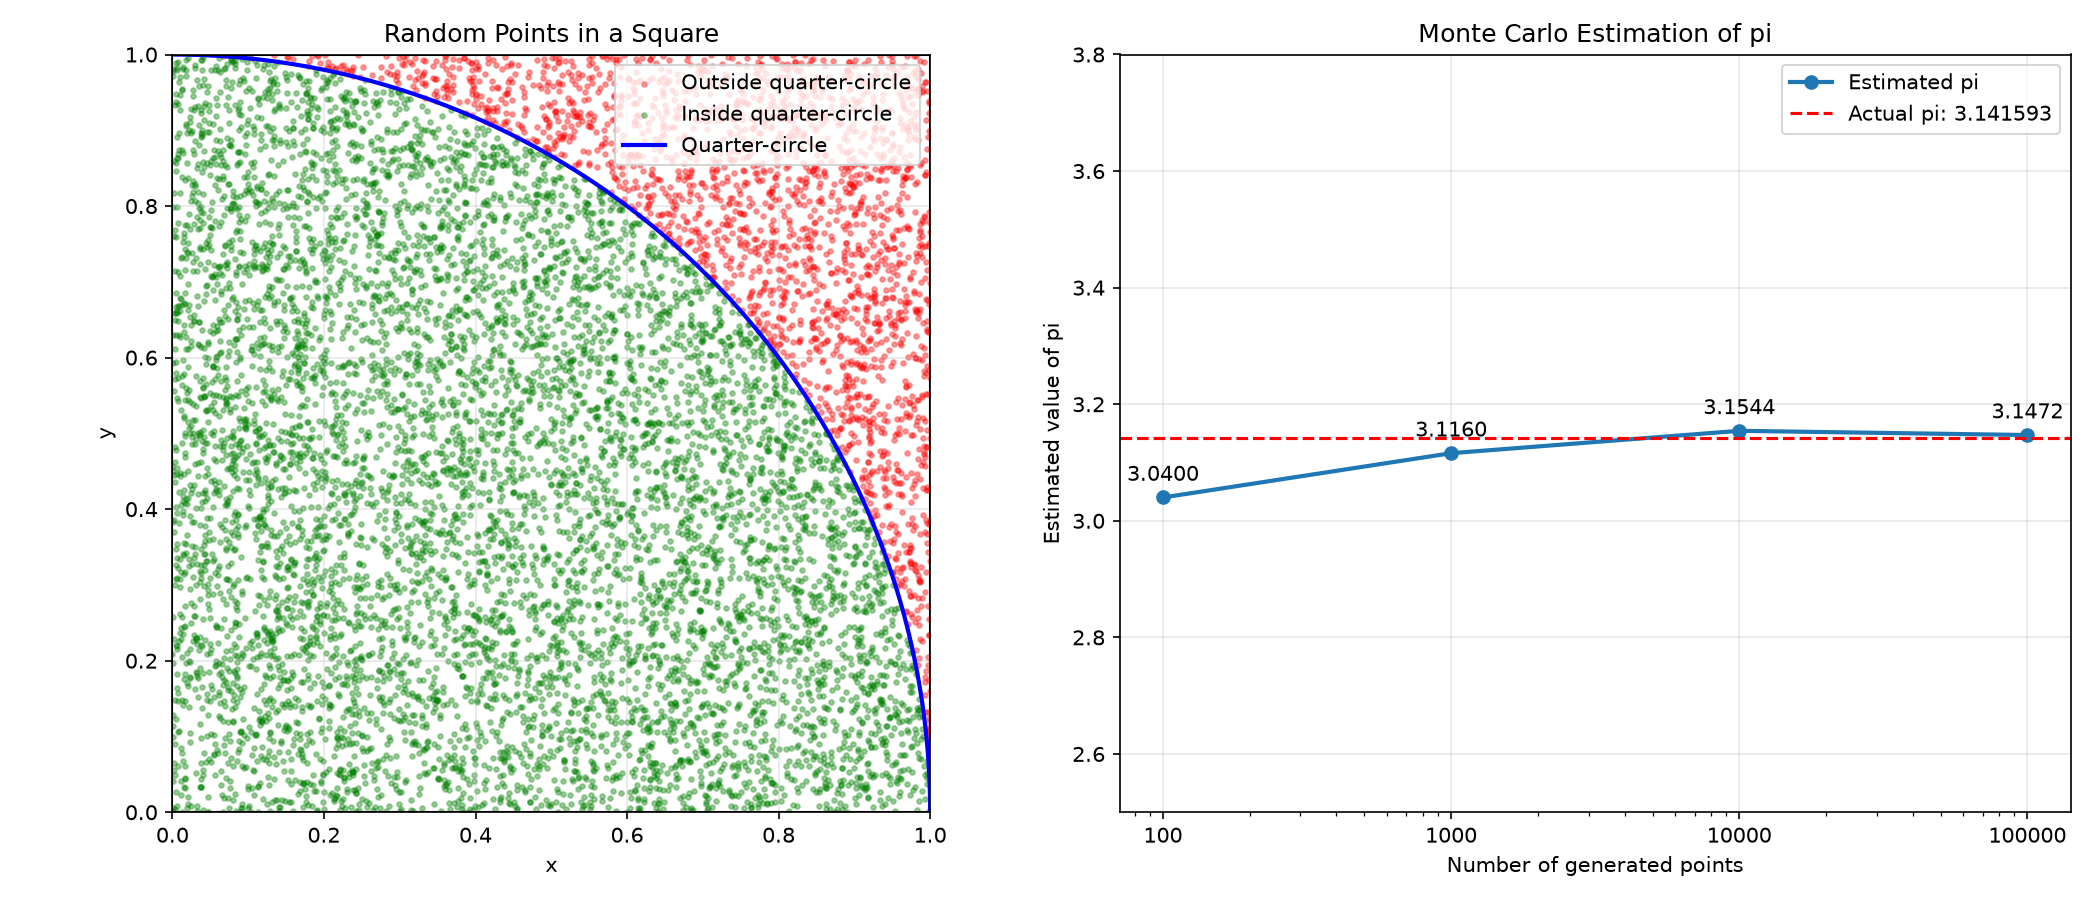 Random Points in a Square
1.0
0.8
0.6
0.4
0.2
0.0
y
Outside quarter-circle
Inside quarter-circle
Quarter-circle
0.0 0.2 0.4 0.6 0.8 1.0
x
Monte Carlo Estimation of pi
3.8
3.6
3.4
3.2
3.0
2.8
2.6
Estimated value of pi
Estimated pi
Actual pi: 3.141593
3.0400
3.1160
3.1544
3.1472
100 1000 10000 100000
Number of generated points